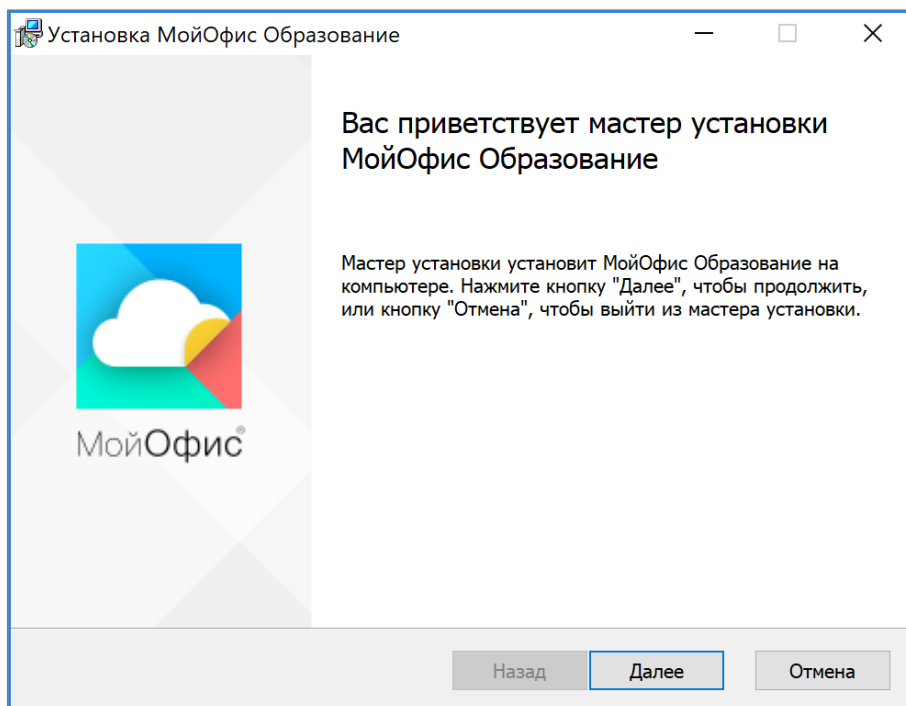 Установка МойОфис Образование
Вас приветствует мастер установки
МойОфис Образование
Мастер установки установит МойОфис Образование на
компьютере. Нажмите кнопку "Далее", чтобы продолжить,
или кнопку "Отмена", чтобы выйти из мастера установки.
МойОфис®
Назад
Далее
Отмена